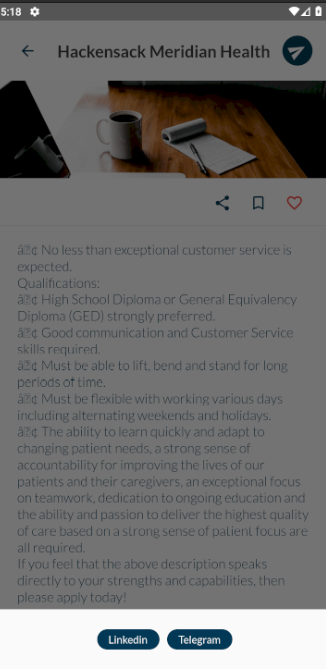 5:18
Hackensack Meridian Health
â¢ No less than exceptional customer service is
expected.
Qualifications:
â¢ High School Diploma or General Equivalency
Diploma (GED) strongly preferred.
â¢ Good communication and Customer Service
skills required.
â¢ Must be able to lift, bend and stand for long
periods of time.
â¢ Must be flexible with working various days
including alternating weekends and holidays.
â¢ The ability to learn quickly and adapt to
changing patient needs, a strong sense of
accountability for improving the lives of our
patients and their caregivers, an exceptional focus
on teamwork, dedication to ongoing education and
the ability and passion to deliver the highest quality
of care based on a strong sense of patient focus are
all required.
If you feel that the above description speaks
directly to your strengths and capabilities, then
please apply today!
Linkedin
Telegram